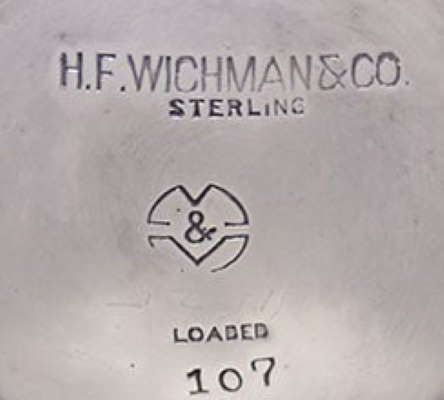 H.F.WICHMAN&CO.
STERLING
&
LOADED
107